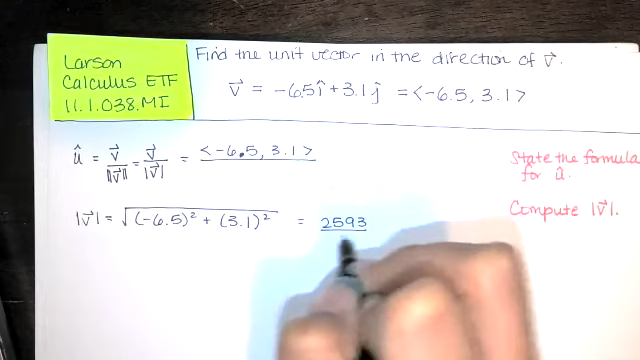 Larson
Calculus ETF
11.1.038.MI
Find the unit vector in the direction of v⃗.
v⃗ = -6.5î + 3.1ĵ = <-6.5, 3.1>
û = v⃗/||v⃗|| = v⃗/|v⃗| = <-6.5, 3.1>
State the formula
for û.
|v⃗| = √((-6.5)² + (3.1)²) = 2593
Compute |v⃗|.